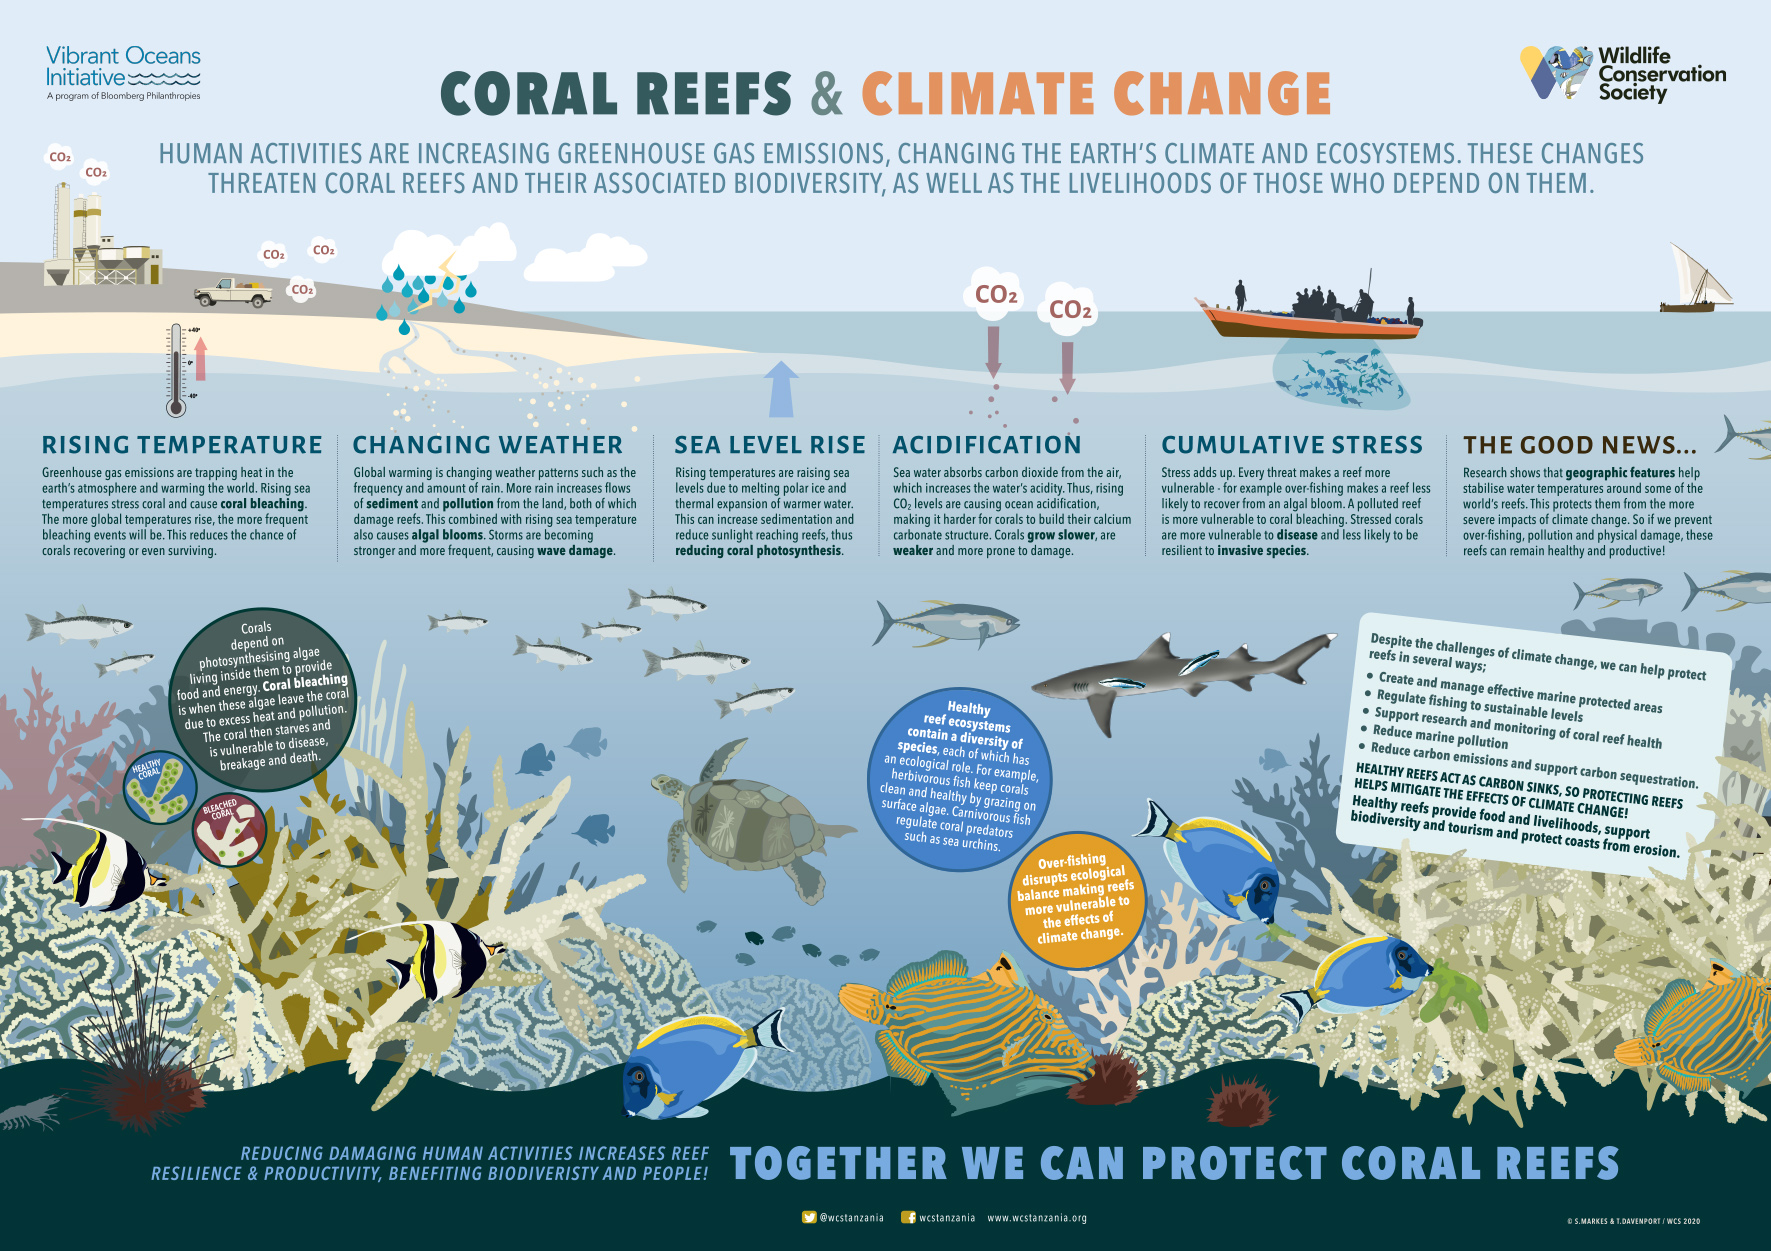 Vibrant Oceans
Initiative
A program of Bloomberg Philanthropies
CORAL REEFS & CLIMATE CHANGE
Wildlife
Conservation
Society
HUMAN ACTIVITIES ARE INCREASING GREENHOUSE GAS EMISSIONS, CHANGING THE EARTH'S CLIMATE AND ECOSYSTEMS. THESE CHANGES
THREATEN CORAL REEFS AND THEIR ASSOCIATED BIODIVERSITY, AS WELL AS THE LIVELIHOODS OF THOSE WHO DEPEND ON THEM.
CO₂
CO₂
CO₂
CO₂
CO₂
CO₂
CO₂
+40°
0°
-40°
RISING TEMPERATURE
Greenhouse gas emissions are trapping heat in the
earth's atmosphere and warming the world. Rising sea
temperatures stress coral and cause coral bleaching.
The more global temperatures rise, the more frequent
bleaching events will be. This reduces the chance of
corals recovering or even surviving.
CHANGING WEATHER
Global warming is changing weather patterns such as the
frequency and amount of rain. More rain increases flows
of sediment and pollution from the land, both of which
damage reefs. This combined with rising sea temperature
also causes algal blooms. Storms are becoming
stronger and more frequent, causing wave damage.
SEA LEVEL RISE
Rising temperatures are raising sea
levels due to melting polar ice and
thermal expansion of warmer water.
This can increase sedimentation and
reduce sunlight reaching reefs, thus
reducing coral photosynthesis.
ACIDIFICATION
Sea water absorbs carbon dioxide from the air,
which increases the water's acidity. Thus, rising
CO₂ levels are causing ocean acidification,
making it harder for corals to build their calcium
carbonate structure. Corals grow slower, are
weaker and more prone to damage.
CUMULATIVE STRESS
Stress adds up. Every threat makes a reef more
vulnerable - for example over-fishing makes a reef less
likely to recover from an algal bloom. A polluted reef
is more vulnerable to coral bleaching. Stressed corals
are more vulnerable to disease and less likely to be
resilient to invasive species.
THE GOOD NEWS...
Research shows that geographic features help
stabilise water temperatures around some of the
world's reefs. This protects them from the more
severe impacts of climate change. So if we prevent
over-fishing, pollution and physical damage, these
reefs can remain healthy and productive!
Corals
depend on
photosynthesising algae
living inside them to provide
food and energy. Coral bleaching
is when these algae leave the coral
due to excess heat and pollution.
The coral then starves and
is vulnerable to disease,
breakage and death.
HEALTHY
CORAL
BLEACHED
CORAL
Healthy
reef ecosystems
contain a diversity of
species, each of which has
an ecological role. For example,
herbivorous fish keep corals
clean and healthy by grazing on
surface algae. Carnivorous fish
regulate coral predators
such as sea urchins.
Over-fishing
disrupts ecological
balance making reefs
more vulnerable to
the effects of
climate change.
Despite the challenges of climate change, we can help protect
reefs in several ways;
• Create and manage effective marine protected areas
• Regulate fishing to sustainable levels
• Support research and monitoring of coral reef health
• Reduce marine pollution
• Reduce carbon emissions and support carbon sequestration.
HEALTHY REEFS ACT AS CARBON SINKS, SO PROTECTING REEFS
HELPS MITIGATE THE EFFECTS OF CLIMATE CHANGE!
Healthy reefs provide food and livelihoods, support
biodiversity and tourism and protect coasts from erosion.
REDUCING DAMAGING HUMAN ACTIVITIES INCREASES REEF
RESILIENCE & PRODUCTIVITY, BENEFITING BIODIVERISTY AND PEOPLE!
TOGETHER WE CAN PROTECT CORAL REEFS
@wcstanzania wcstanzania www.wcstanzania.org
© S.MARKES & T.DAVENPORT / WCS 2020